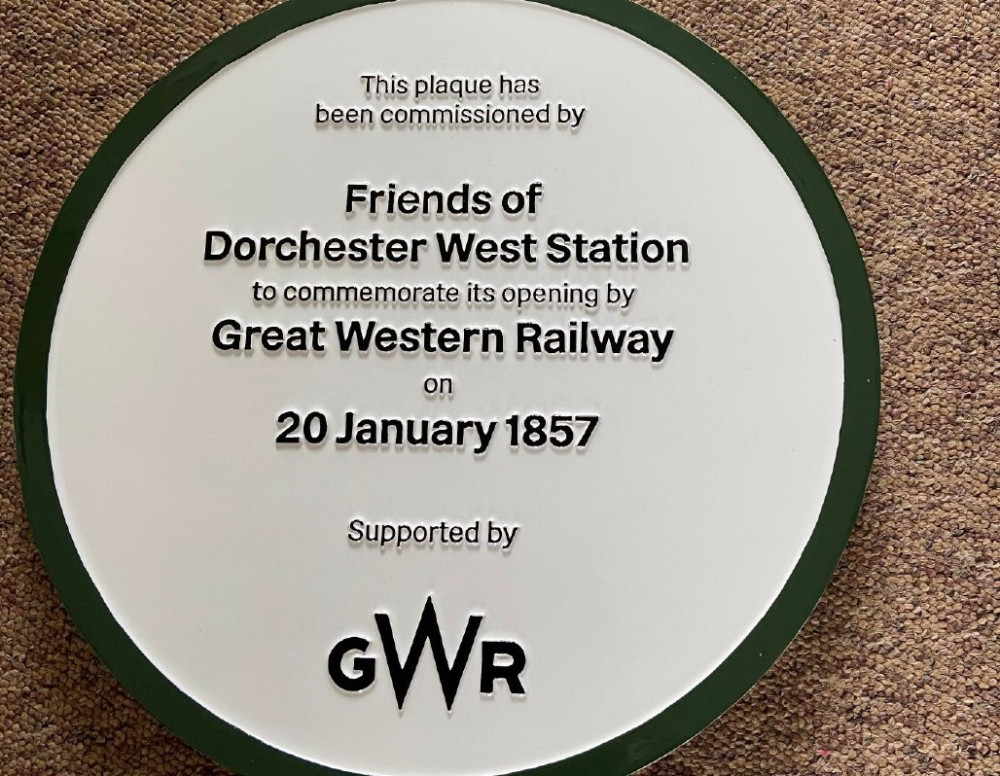 This plaque has
been commissioned by
Friends of
Dorchester West Station
to commemorate its opening by
Great Western Railway
on
20 January 1857
Supported by
GWR